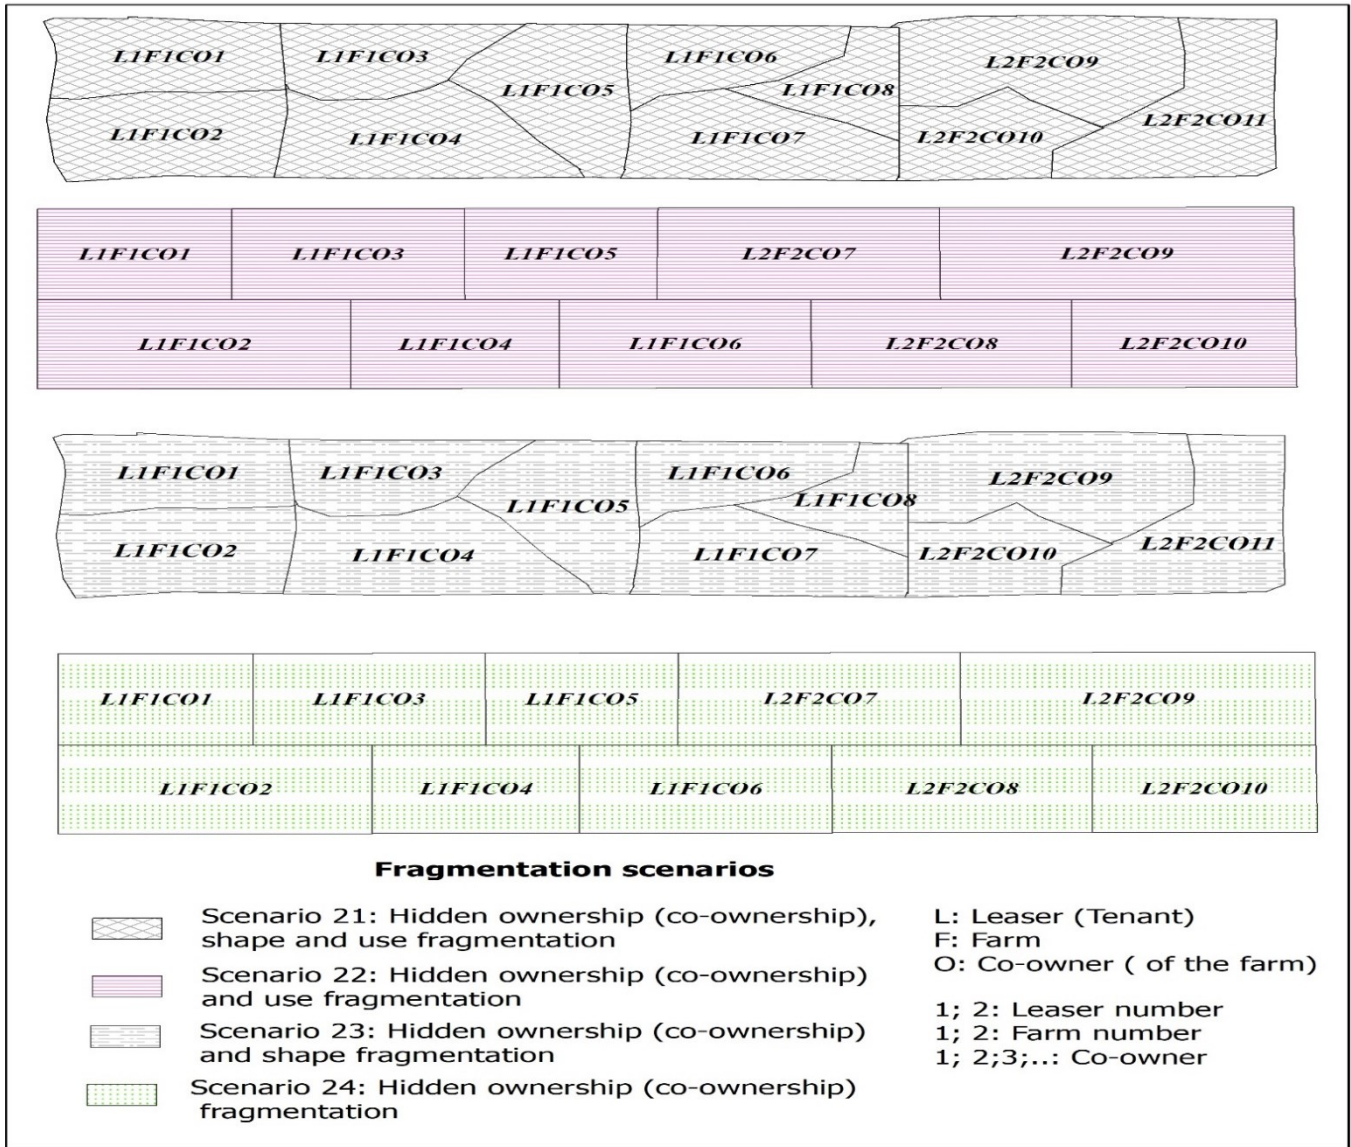 L1F1CO1
L1F1CO3
L1F1CO6
L2F2CO9
L1F1CO5
L1F1CO8
L2F2CO11
L1F1CO2
L1F1CO4
L1F1CO7
L2F2CO10
L1F1CO1
L1F1CO3
L1F1CO5
L2F2CO7
L2F2CO9
L1F1CO2
L1F1CO4
L1F1CO6
L2F2CO8
L2F2CO10
L1F1CO1
L1F1CO3
L1F1CO6
L2F2CO9
L1F1CO5
L1F1CO8
L2F2CO11
L1F1CO2
L1F1CO4
L1F1CO7
L2F2CO10
L1F1CO1
L1F1CO3
L1F1CO5
L2F2CO7
L2F2CO9
L1F1CO2
L1F1CO4
L1F1CO6
L2F2CO8
L2F2CO10
Fragmentation scenarios
Scenario 21: Hidden ownership (co-ownership),
shape and use fragmentation
Scenario 22: Hidden ownership (co-ownership)
and use fragmentation
Scenario 23: Hidden ownership (co-ownership)
and shape fragmentation
Scenario 24: Hidden ownership (co-ownership)
fragmentation
L: Leaser (Tenant)
F: Farm
O: Co-owner ( of the farm)
1; 2: Leaser number
1; 2: Farm number
1; 2;3;..: Co-owner